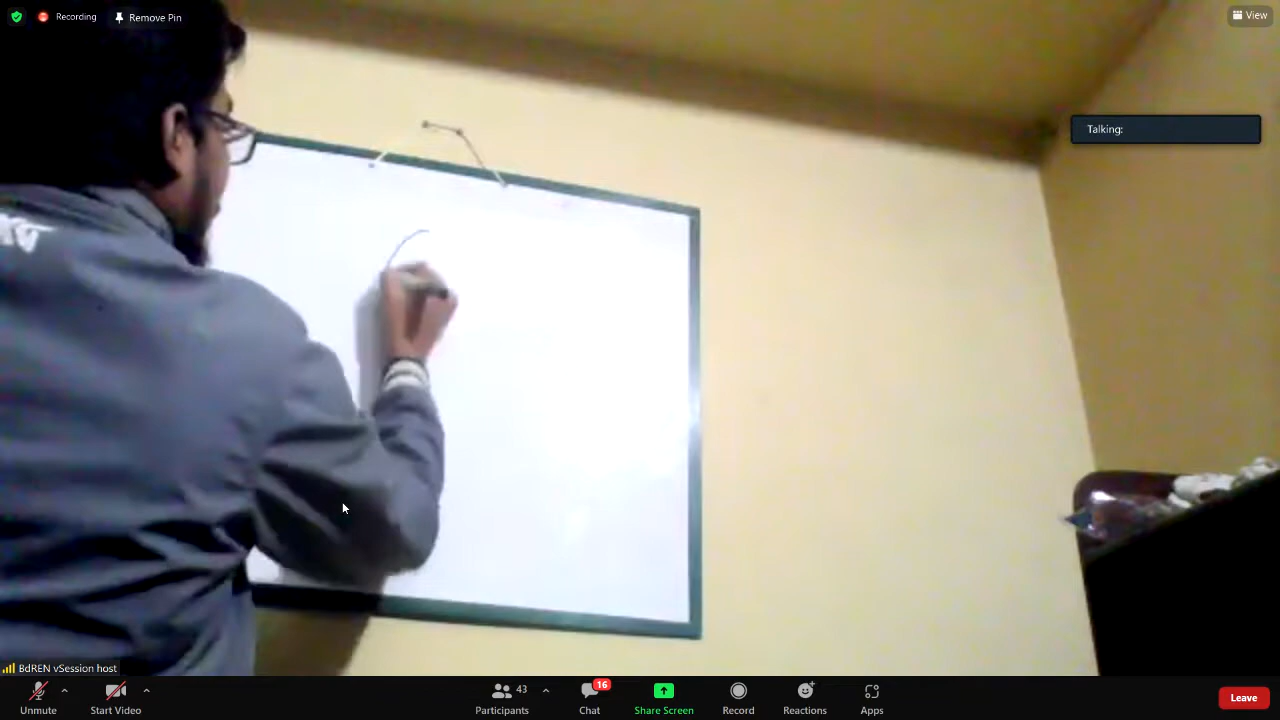 Recording
Remove Pin
View
Talking:
BdREN vSession host
Unmute
Start Video
Participants
43
Chat
16
Share Screen
Record
Reactions
Apps
Leave